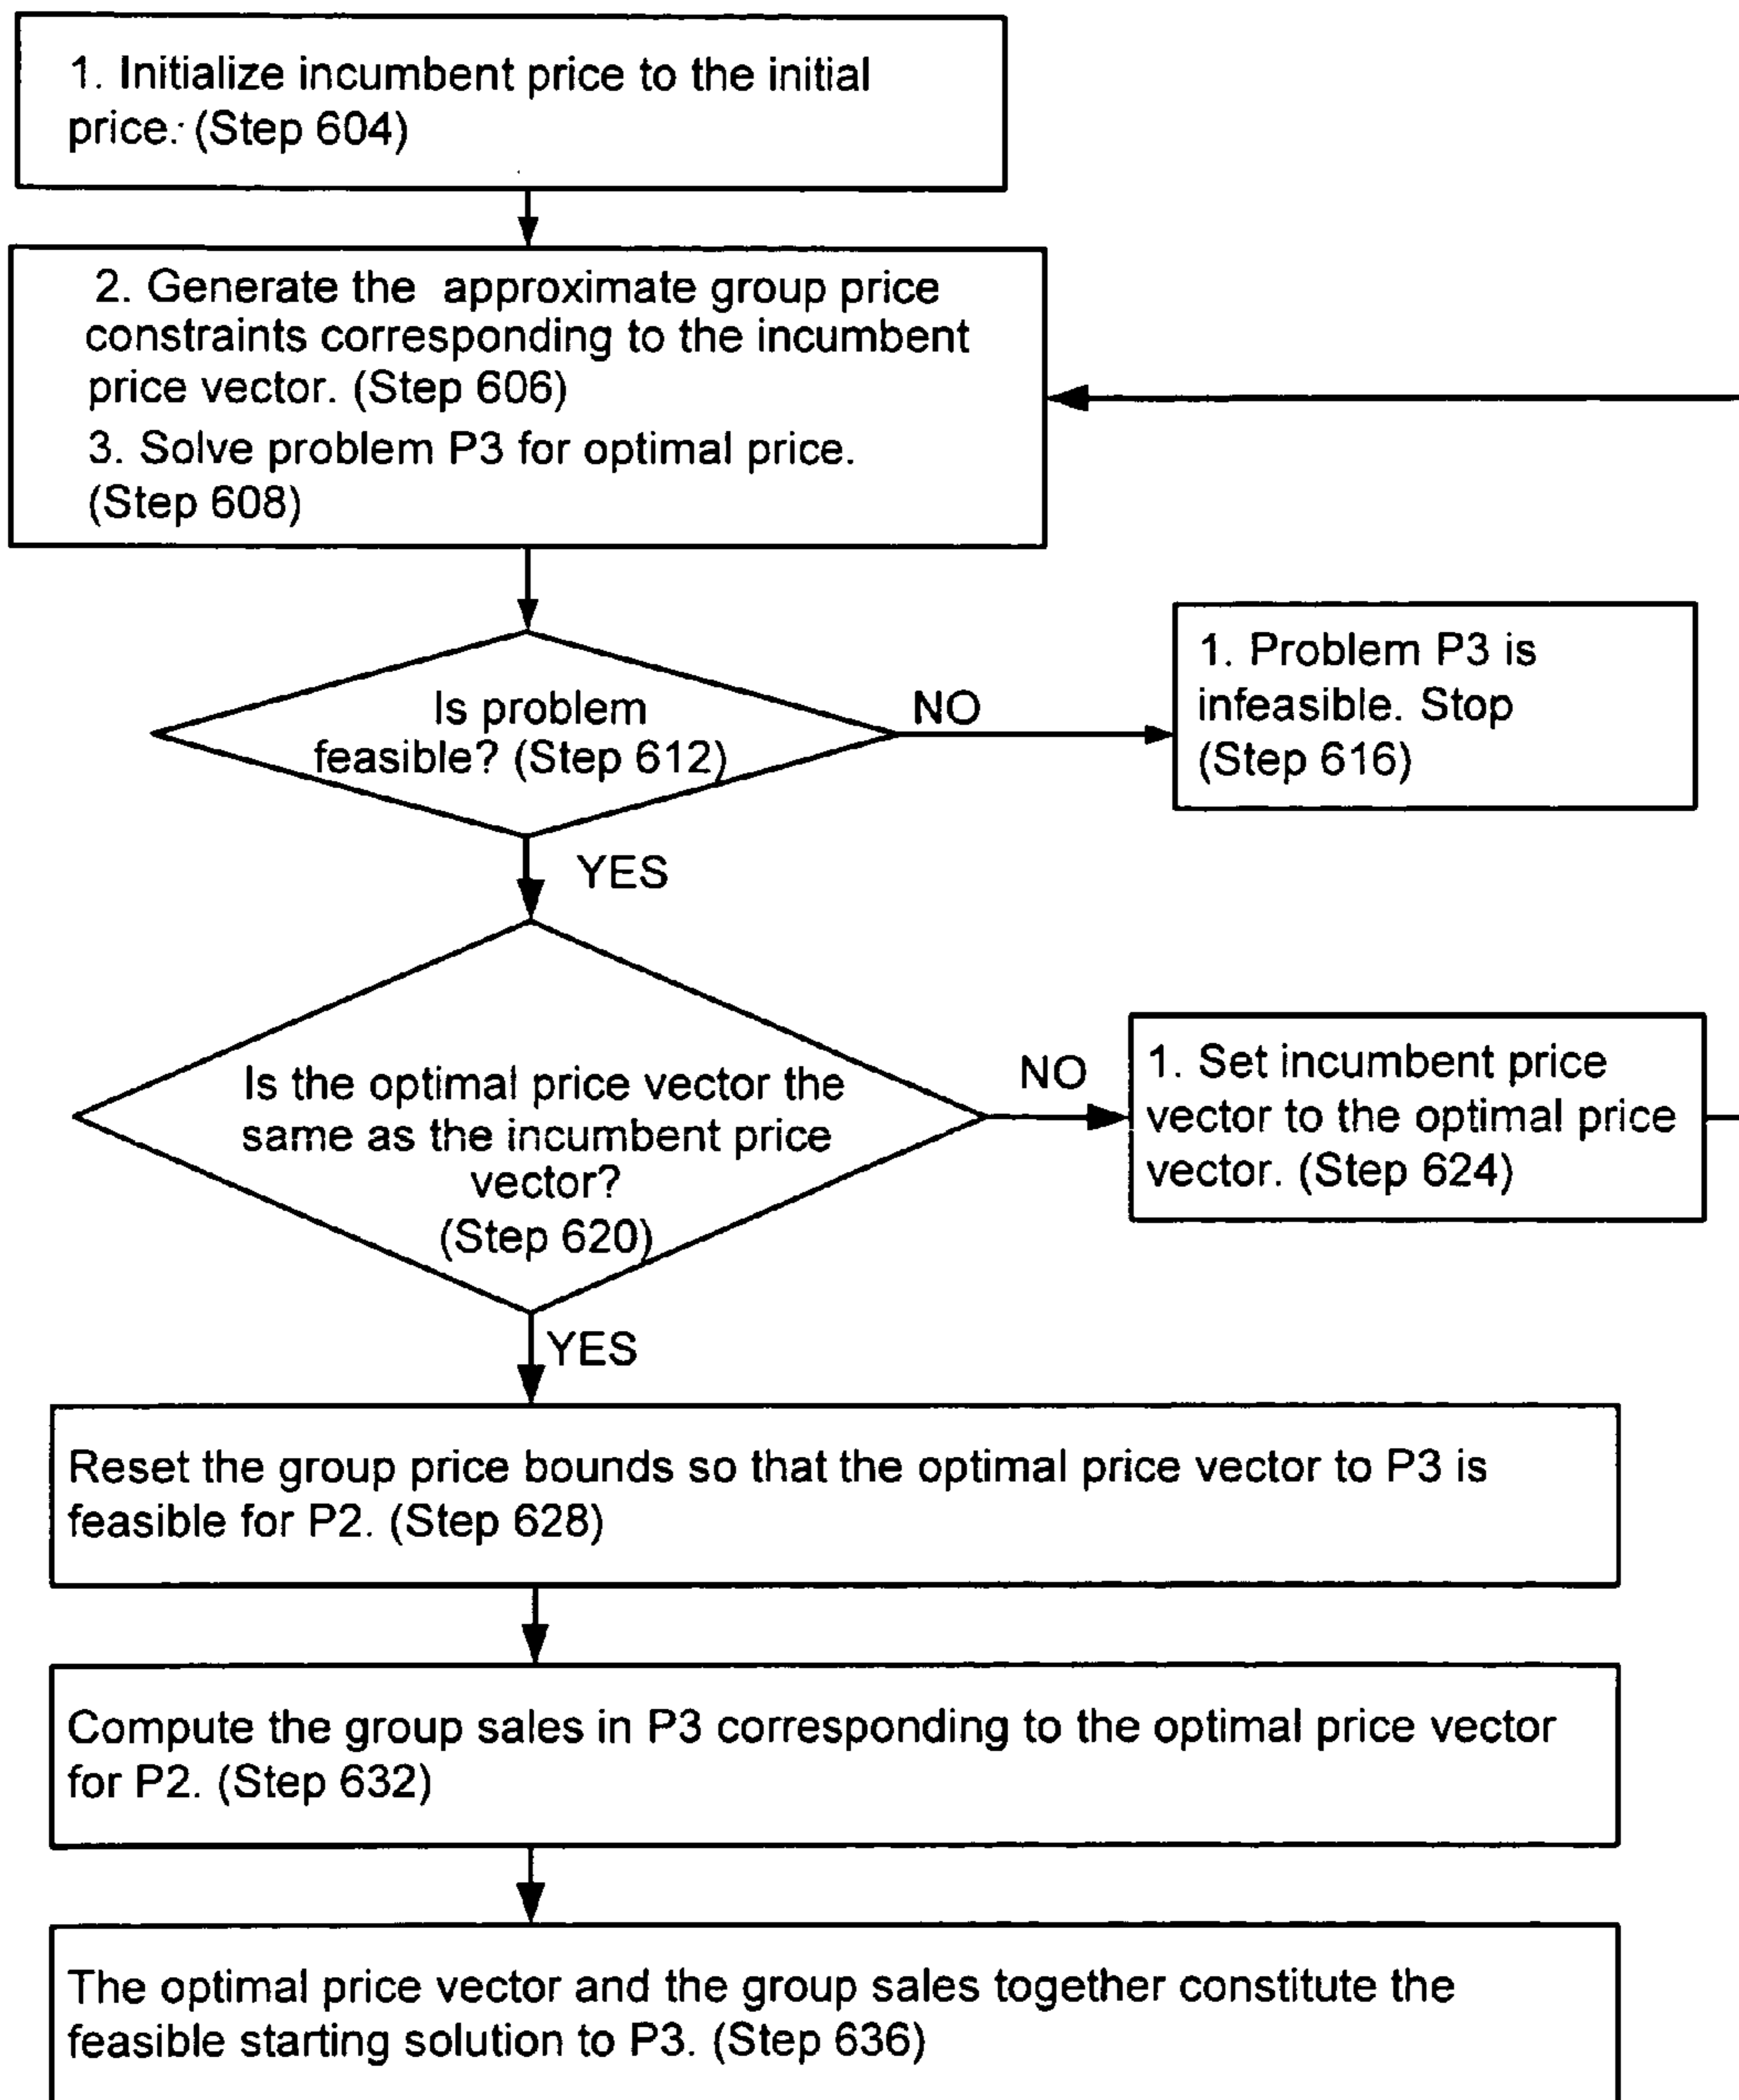 1. Initialize incumbent price to the initial
price. (Step 604)
2. Generate the approximate group price
constraints corresponding to the incumbent
price vector. (Step 606)
3. Solve problem P3 for optimal price.
(Step 608)
Is problem
feasible? (Step 612)
NO
1. Problem P3 is
infeasible. Stop
(Step 616)
YES
Is the optimal price vector the
same as the incumbent price
vector?
(Step 620)
NO
1. Set incumbent price
vector to the optimal price
vector. (Step 624)
YES
Reset the group price bounds so that the optimal price vector to P3 is
feasible for P2. (Step 628)
Compute the group sales in P3 corresponding to the optimal price vector
for P2. (Step 632)
The optimal price vector and the group sales together constitute the
feasible starting solution to P3. (Step 636)